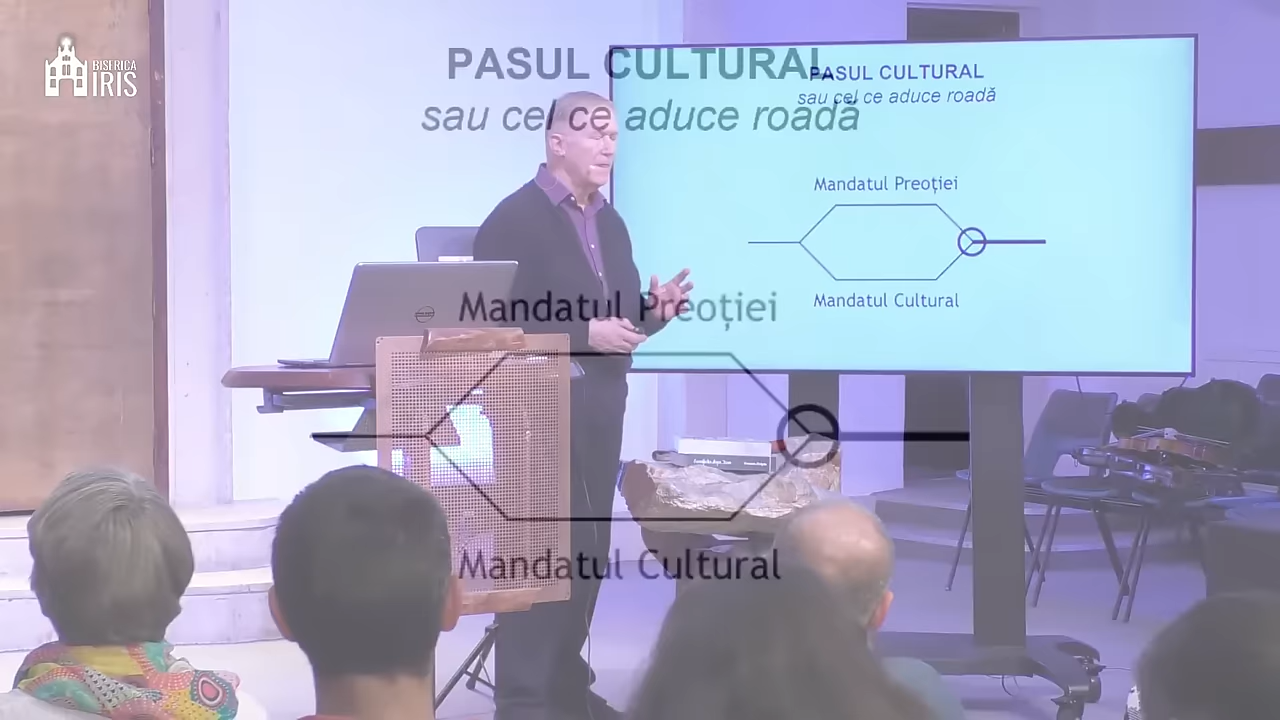 BISERICA
IRIS
PASUL CULTURAL
sau cel ce aduce roadă
Mandatul Preoției
Mandatul Cultural
PASUL CULTURAL
sau cel ce aduce roadă
Mandatul Preoției
Mandatul Cultural